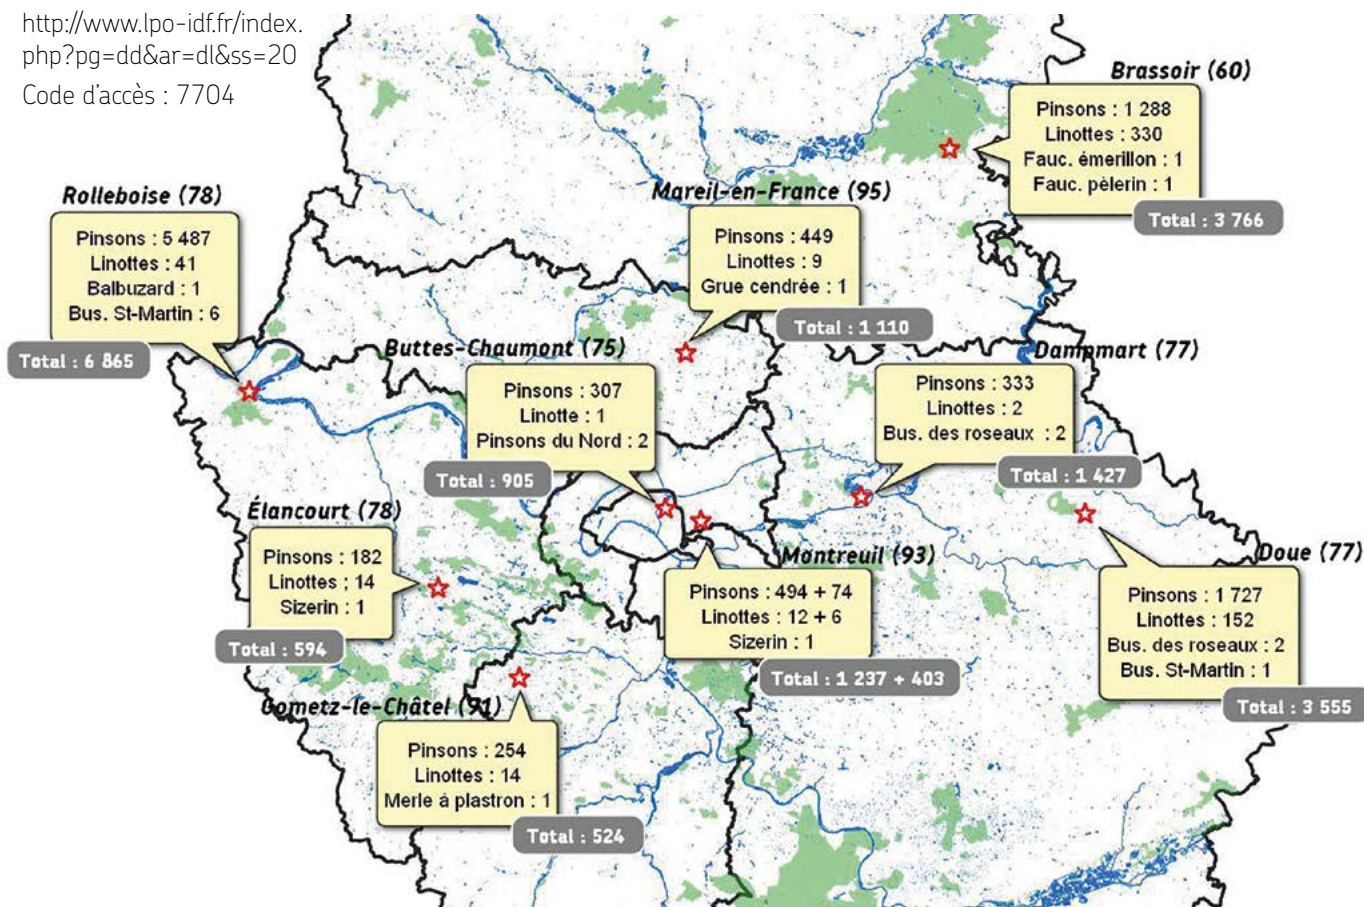 http://www.lpo-idf.fr/index.
php?pg=dd&ar=dl&ss=20
Code d'accès : 7704
Brassoir (60)
Pinsons : 1 288
Linottes : 330
Fauc. émerillon : 1
Fauc. pèlerin : 1
Total : 3 766
Rolleboise (78)
Pinsons : 5 487
Linottes : 41
Balbuzard : 1
Bus. St-Martin : 6
Total : 6 865
Mareil-en-France (95)
Pinsons : 449
Linottes : 9
Grue cendrée : 1
Total : 1 110
Buttes-Chaumont (75)
Pinsons : 307
Linotte : 1
Pinsons du Nord : 2
Total : 905
Dampmart (77)
Pinsons : 333
Linottes : 2
Bus. des roseaux : 2
Total : 1 427
Élancourt (78)
Pinsons : 182
Linottes ; 14
Sizerin : 1
Total : 594
Montreuil (93)
Pinsons : 494 + 74
Linottes : 12 + 6
Sizerin : 1
Total : 1 237 + 403
Doue (77)
Pinsons : 1 727
Linottes : 152
Bus. des roseaux : 2
Bus. St-Martin : 1
Total : 3 555
Gometz-le-Châtel (91)
Pinsons : 254
Linottes : 14
Merle à plastron : 1
Total : 524